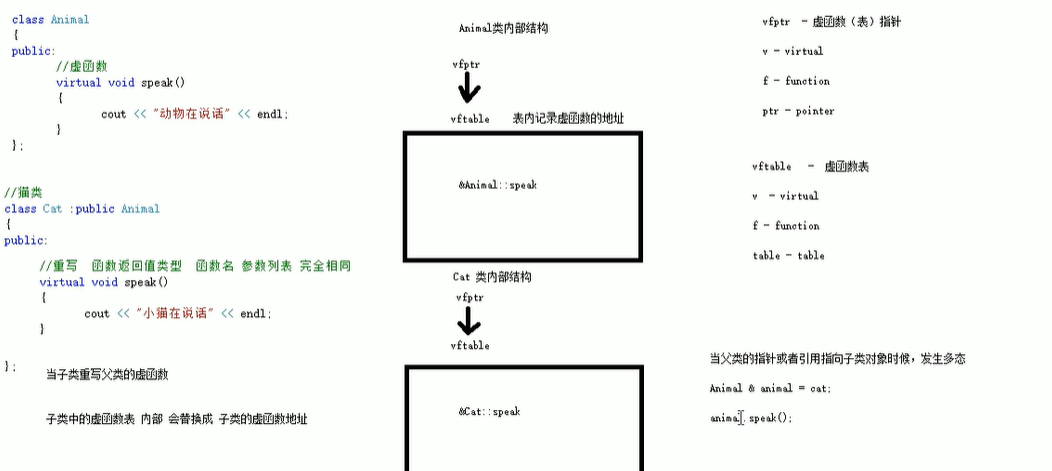 class Animal
{
public:
//虚函数
virtual void speak()
{
cout << "动物在说话" << endl;
}
};
//猫类
class Cat :public Animal
{
public:
//重写 函数返回值类型 函数名 参数列表 完全相同
virtual void speak()
{
cout << "小猫在说话" << endl;
}
};
当子类重写父类的虚函数
子类中的虚函数表 内部 会替换成 子类的虚函数地址
Animal类内部结构
vfptr
vftable 表内记录虚函数的地址
&Animal::speak
Cat 类内部结构
vfptr
vftable
&Cat::speak
vfptr - 虚函数（表）指针
v - virtual
f - function
ptr - pointer
vftable - 虚函数表
v - virtual
f - function
table - table
当父类的指针或者引用指向子类对象时候，发生多态
Animal & animal = cat;
animal.speak();